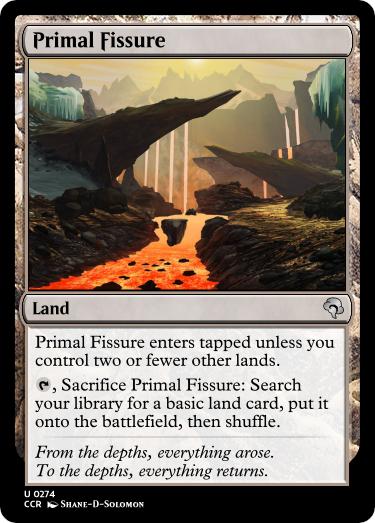 Primal Fissure
Land
Primal Fissure enters tapped unless you
control two or fewer other lands.
, Sacrifice Primal Fissure: Search
your library for a basic land card, put it
onto the battlefield, then shuffle.
From the depths, everything arose.
To the depths, everything returns.
U 0274
CCR Shane-D-Solomon